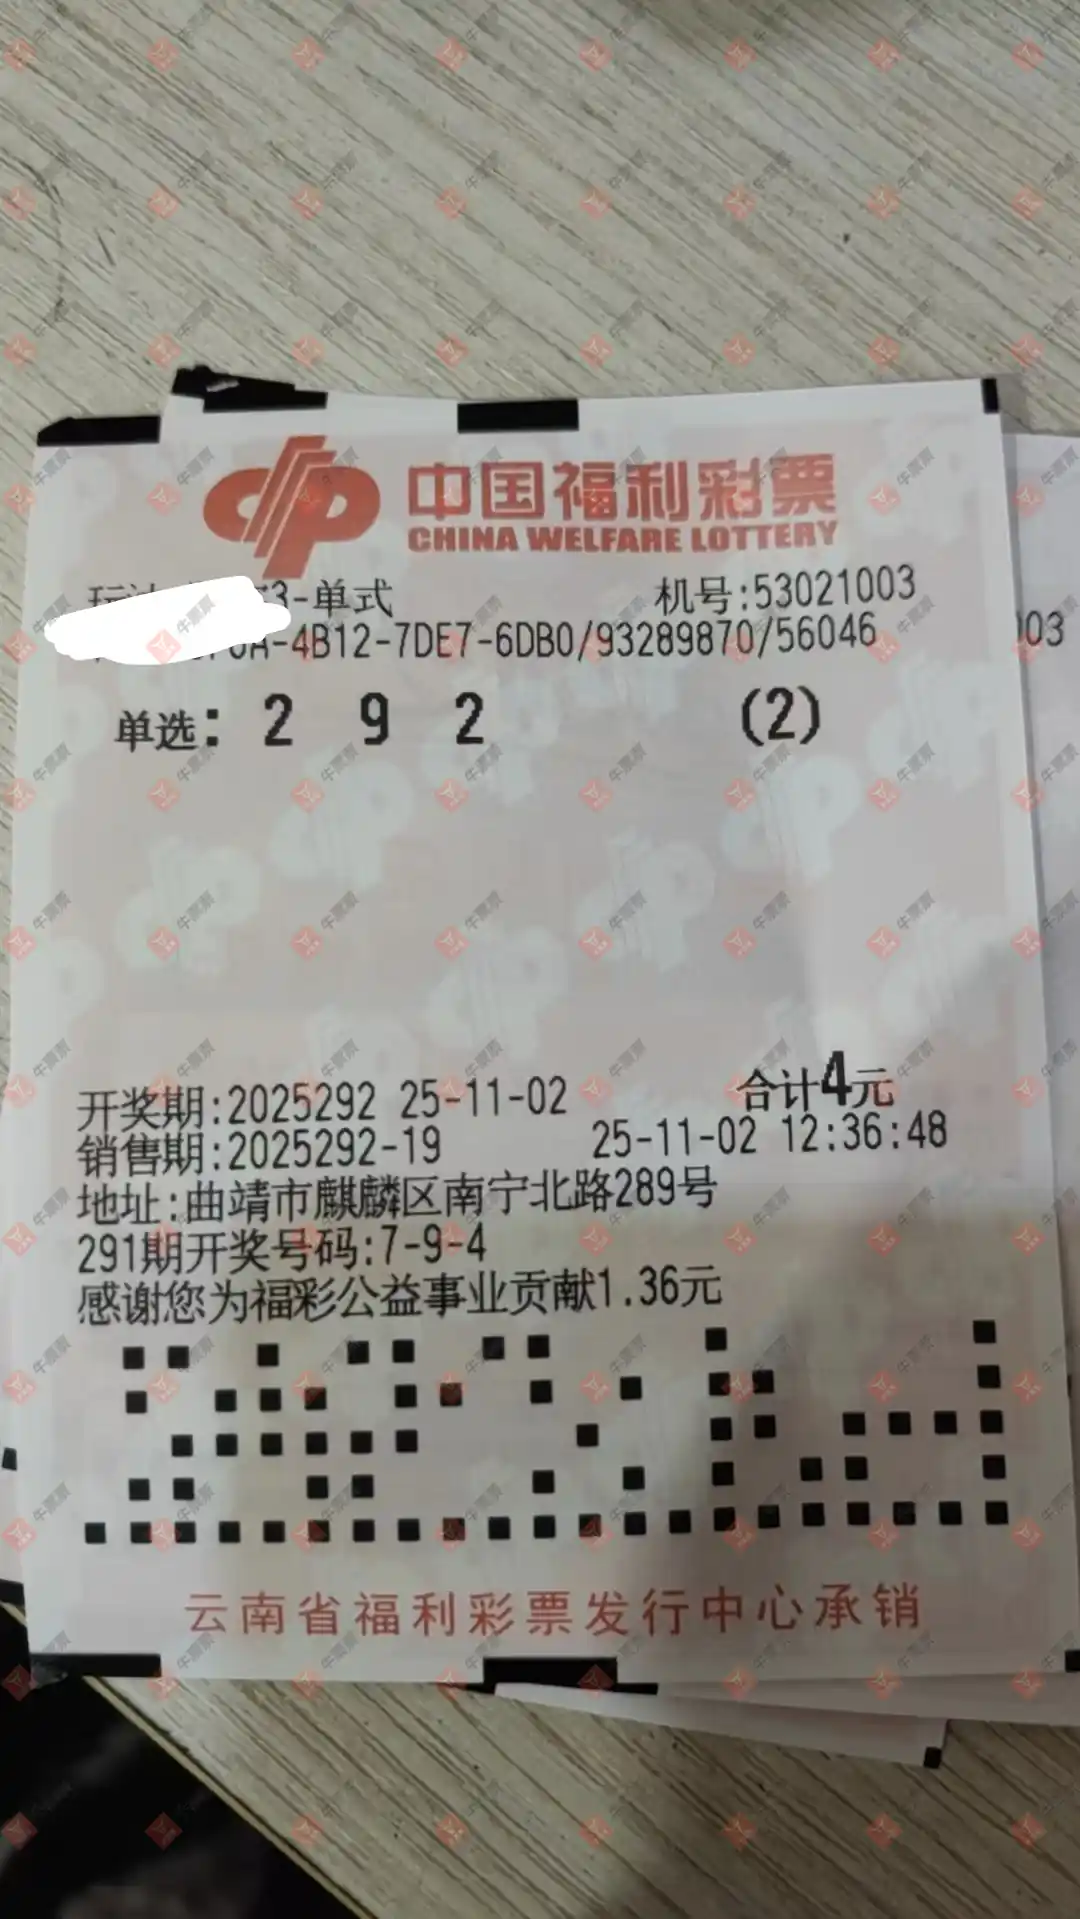 中国福利彩票
CHINA WELFARE LOTTERY
3-单式 机号:53021003
-4B12-7DE7-6DB0/93289870/56046
单选: 2 9 2 (2)
开奖期:2025292 25-11-02 合计4元
销售期:2025292-19 25-11-02 12:36:48
地址:曲靖市麒麟区南宁北路289号
291期开奖号码:7-9-4
感谢您为福彩公益事业贡献1.36元
云南省福利彩票发行中心承销
003
牛票票